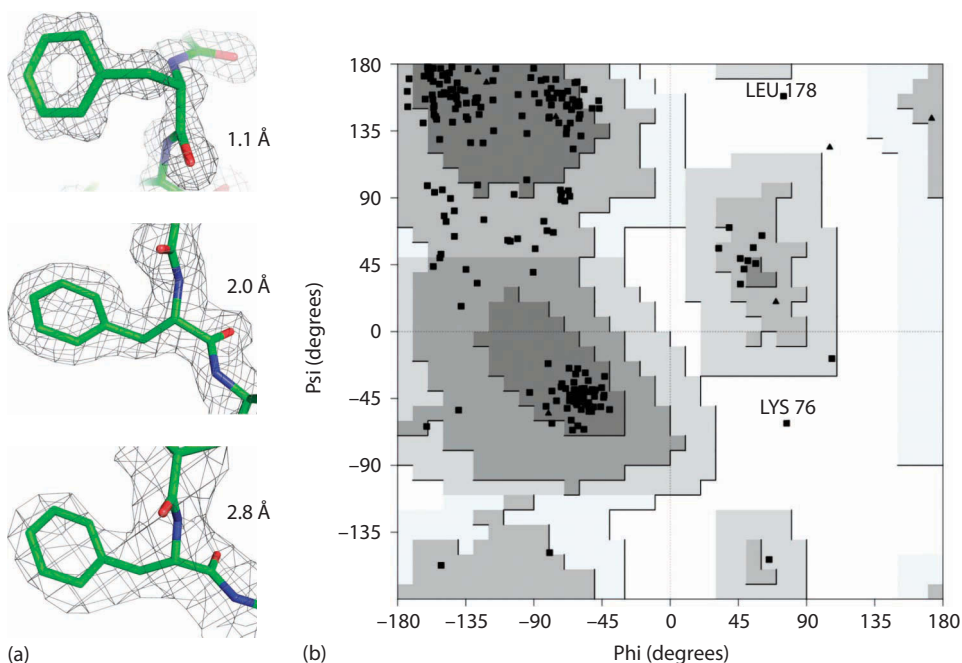 1.1 Å
2.0 Å
2.8 Å
(a)
180
135
90
45
0
−45
−90
−135
Psi (degrees)
LEU 178
LYS 76
−180 −135 −90 −45 0 45 90 135 180
Phi (degrees)
(b)